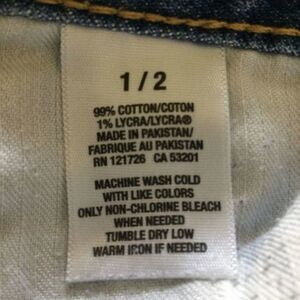 1 / 2
99% COTTON/COTON
1% LYCRA/LYCRA®
MADE IN PAKISTAN/
FABRIQUE AU PAKISTAN
RN 121726 CA 53201
MACHINE WASH COLD
WITH LIKE COLORS
ONLY NON-CHLORINE BLEACH
WHEN NEEDED
TUMBLE DRY LOW
WARM IRON IF NEEDED